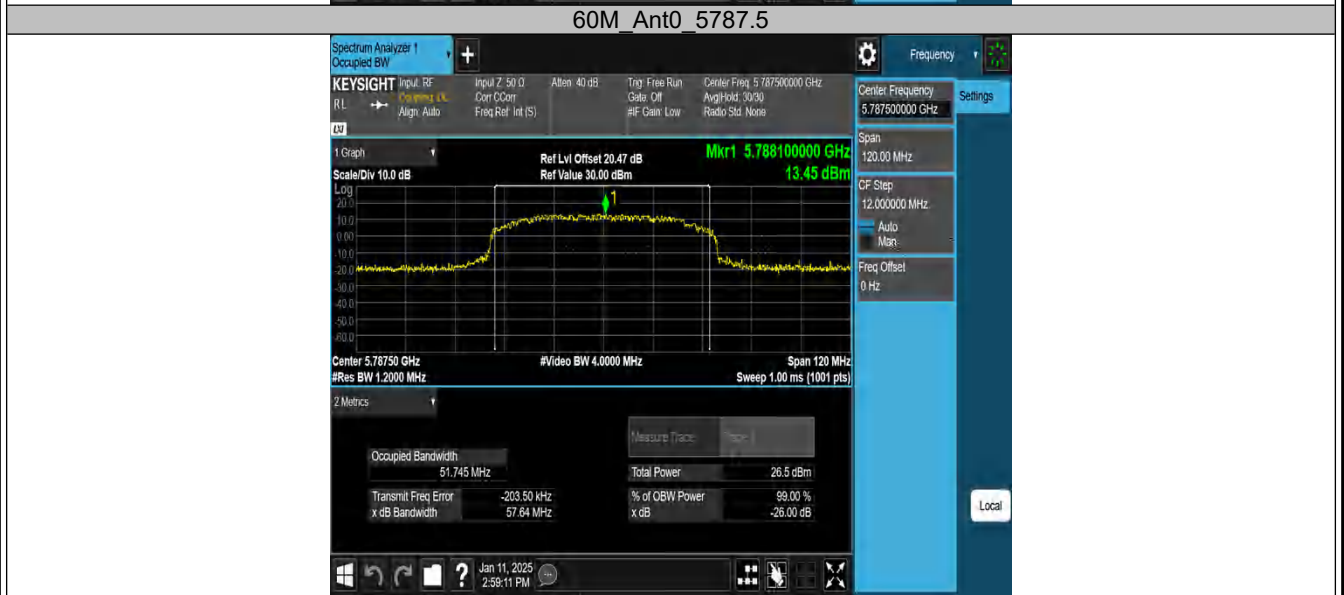 60M_Ant0_5787.5
Spectrum Analyzer 1
Occupied BW
Frequency
KEYSIGHT Input: RF
R L
Align: Auto
Input Z: 50 Ω
Corr CCorr
Freq Ref: Int (S)
Atten: 40 dB
Trig: Free Run
Gate: Off
#IF Gain: Low
Center Freq: 5.787500000 GHz
Avg|Hold: 30/30
Radio Std: None
LXI
Center Frequency
5.787500000 GHz
Settings
Span
120.00 MHz
CF Step
12.000000 MHz
Auto
Man
Freq Offset
0 Hz
Local
1 Graph
Scale/Div 10.0 dB
Ref Lvl Offset 20.47 dB
Ref Value 30.00 dBm
Mkr1 5.788100000 GHz
13.45 dBm
Log
20.0
10.0
0.00
-10.0
-20.0
-30.0
-40.0
-50.0
-60.0
1
Center 5.78750 GHz
#Res BW 1.2000 MHz
#Video BW 4.0000 MHz
Span 120 MHz
Sweep 1.00 ms (1001 pts)
2 Metrics
Measure Trace
Occupied Bandwidth
51.745 MHz
Total Power 26.5 dBm
Transmit Freq Error -203.50 kHz
% of OBW Power 99.00 %
x dB Bandwidth 57.64 MHz
x dB -26.00 dB
Jan 11, 2025
2:59:11 PM